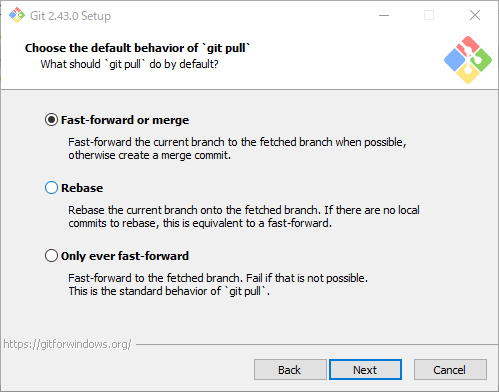 Git 2.43.0 Setup
Choose the default behavior of `git pull`
What should `git pull` do by default?
Fast-forward or merge
Fast-forward the current branch to the fetched branch when possible,
otherwise create a merge commit.
Rebase
Rebase the current branch onto the fetched branch. If there are no local
commits to rebase, this is equivalent to a fast-forward.
Only ever fast-forward
Fast-forward to the fetched branch. Fail if that is not possible.
This is the standard behavior of `git pull`.
https://gitforwindows.org/
Back
Next
Cancel